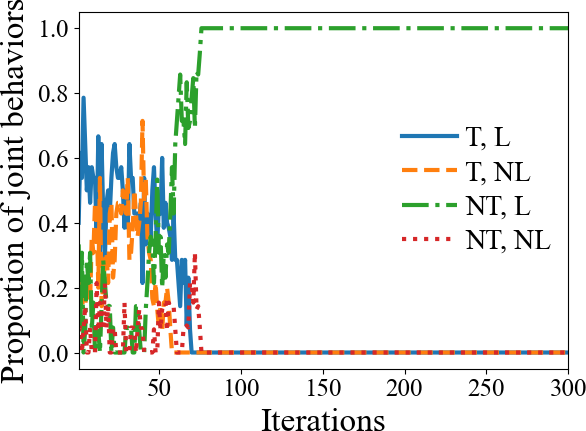 Proportion of joint behaviors
1.0
0.8
0.6
0.4
0.2
0.0
T, L
T, NL
NT, L
NT, NL
50 100 150 200 250 300
Iterations